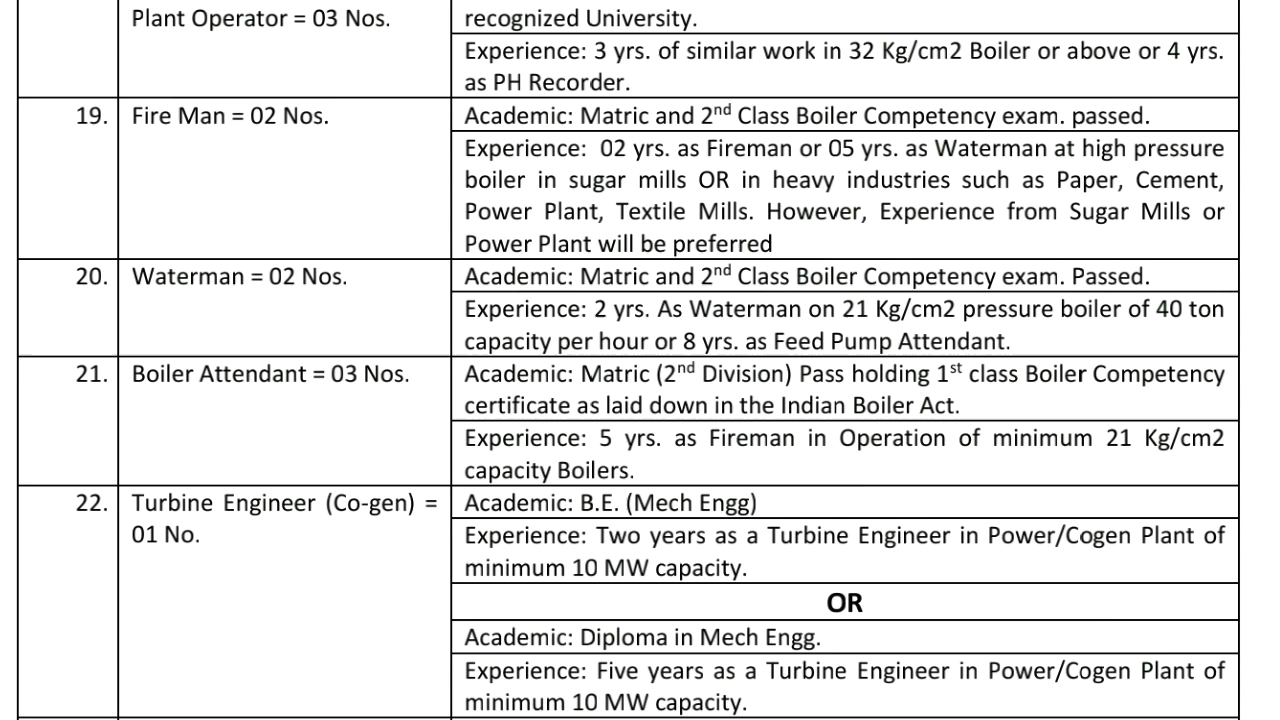 Plant Operator = 03 Nos.
recognized University.
Experience: 3 yrs. of similar work in 32 Kg/cm2 Boiler or above or 4 yrs.
as PH Recorder.
19.
Fire Man = 02 Nos.
Academic: Matric and 2nd Class Boiler Competency exam. passed.
Experience:  02 yrs. as Fireman or 05 yrs. as Waterman at high pressure
boiler in sugar mills OR in heavy industries such as Paper, Cement,
Power Plant, Textile Mills. However, Experience from Sugar Mills or
Power Plant will be preferred
20.
Waterman = 02 Nos.
Academic: Matric and 2nd Class Boiler Competency exam. Passed.
Experience: 2 yrs. As Waterman on 21 Kg/cm2 pressure boiler of 40 ton
capacity per hour or 8 yrs. as Feed Pump Attendant.
21.
Boiler Attendant = 03 Nos.
Academic: Matric (2nd Division) Pass holding 1st class Boiler Competency
certificate as laid down in the Indian Boiler Act.
Experience: 5 yrs. as Fireman in Operation of minimum 21 Kg/cm2
capacity Boilers.
22.
Turbine Engineer (Co-gen) =
01 No.
Academic: B.E. (Mech Engg)
Experience: Two years as a Turbine Engineer in Power/Cogen Plant of
minimum 10 MW capacity.
OR
Academic: Diploma in Mech Engg.
Experience: Five years as a Turbine Engineer in Power/Cogen Plant of
minimum 10 MW capacity.